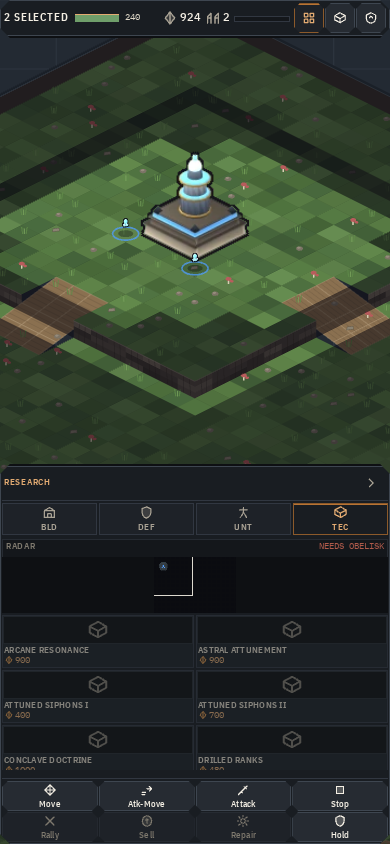 2 SELECTED 240 924 2
RESEARCH
BLD DEF UNT TEC
RADAR NEEDS OBELISK
ARCANE RESONANCE ASTRAL ATTUNEMENT
900 900
ATTUNED SIPHONS I ATTUNED SIPHONS II
400 700
CONCLAVE DOCTRINE DRILLED RANKS
Move Atk-Move Attack Stop
Rally Sell Repair Hold